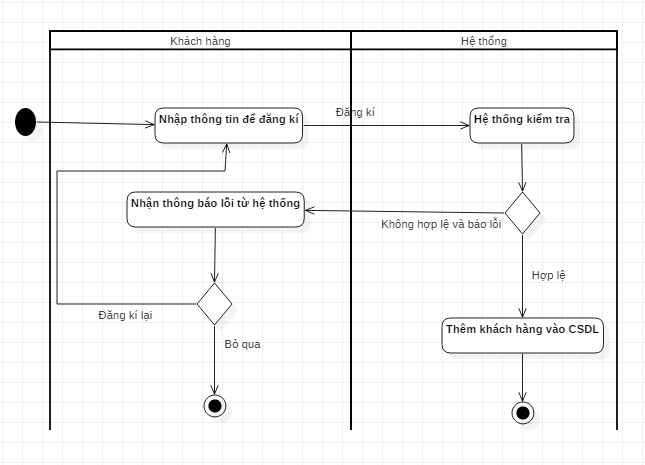 Khách hàng
Hệ thống
Nhập thông tin để đăng kí
Đăng kí
Hệ thống kiểm tra
Nhận thông báo lỗi từ hệ thống
Không hợp lệ và báo lỗi
Hợp lệ
Đăng kí lại
Thêm khách hàng vào CSDL
Bỏ qua